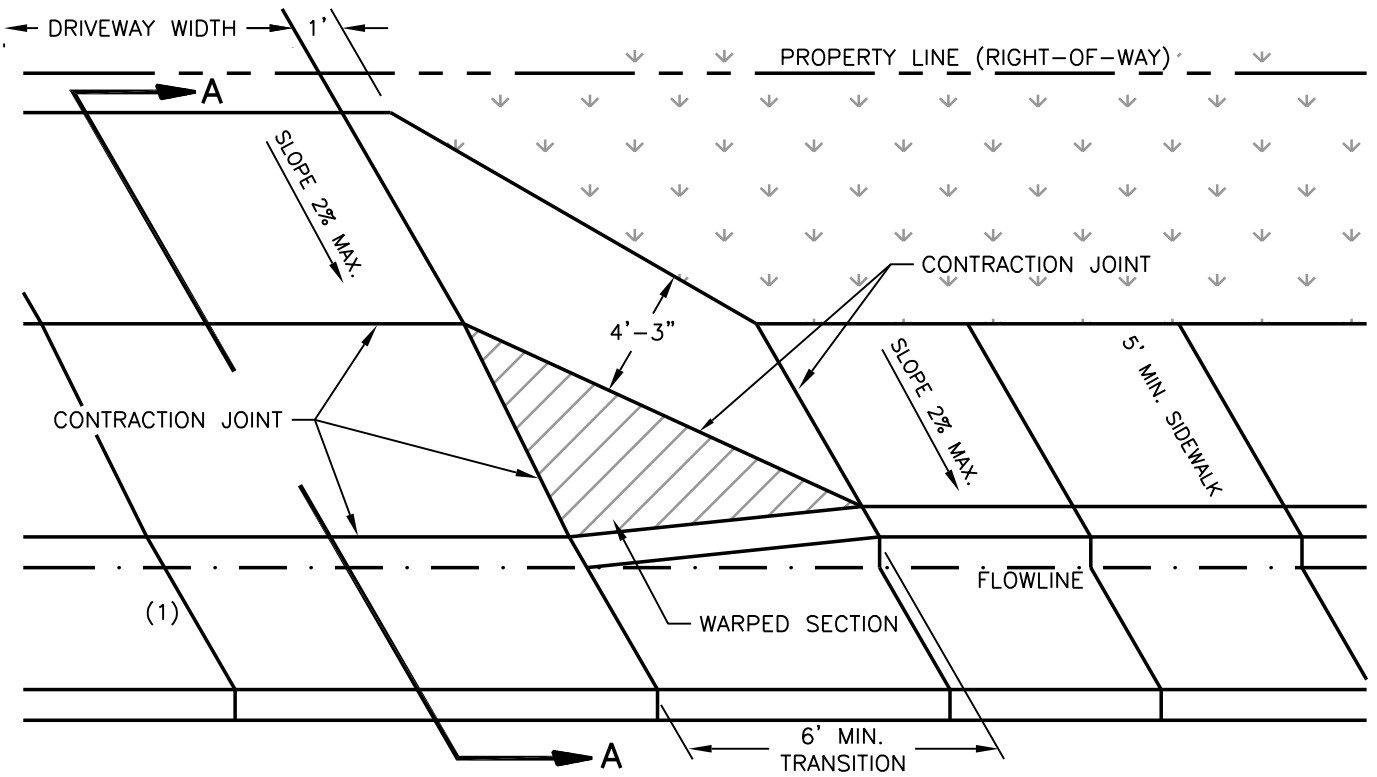 DRIVEWAY WIDTH
1'
PROPERTY LINE (RIGHT-OF-WAY)
A
SLOPE 2% MAX.
CONTRACTION JOINT
4'-3"
SLOPE 2% MAX.
5' MIN. SIDEWALK
CONTRACTION JOINT
FLOWLINE
(1)
WARPED SECTION
6' MIN.
TRANSITION
A